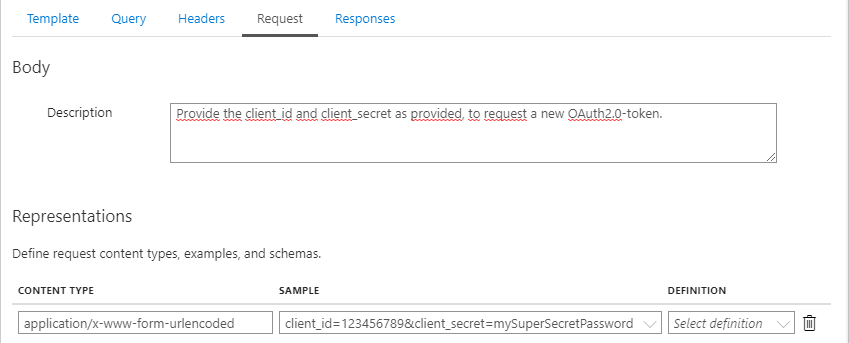 Template Query Headers Request Responses
Body
Description Provide the client_id and client_secret as provided, to request a new OAuth2.0-token.
Representations
Define request content types, examples, and schemas.
CONTENT TYPE SAMPLE DEFINITION
application/x-www-form-urlencoded client_id=123456789&client_secret=mySuperSecretPassword Select definition